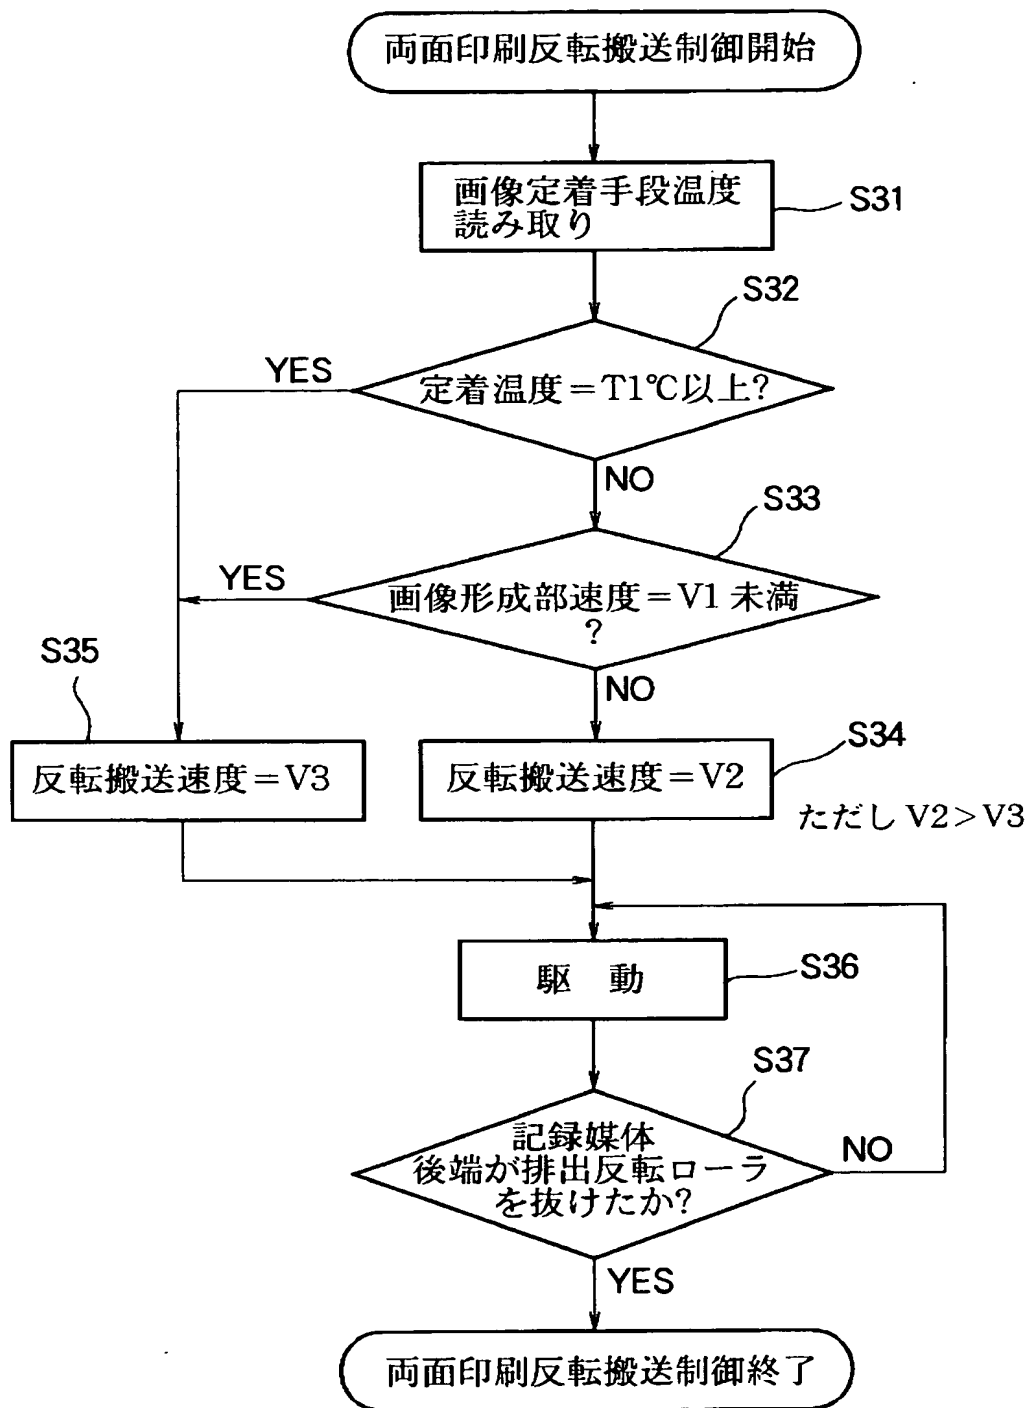 両面印刷反転搬送制御開始
画像定着手段温度
読み取り
S31
S32
YES
定着温度=T1℃以上?
NO
S33
YES
画像形成部速度=V1 未満
?
S35
NO
S34
反転搬送速度=V3
反転搬送速度=V2
ただし V2>V3
駆 動
S36
S37
記録媒体
後端が排出反転ローラ
を抜けたか?
NO
YES
両面印刷反転搬送制御終了